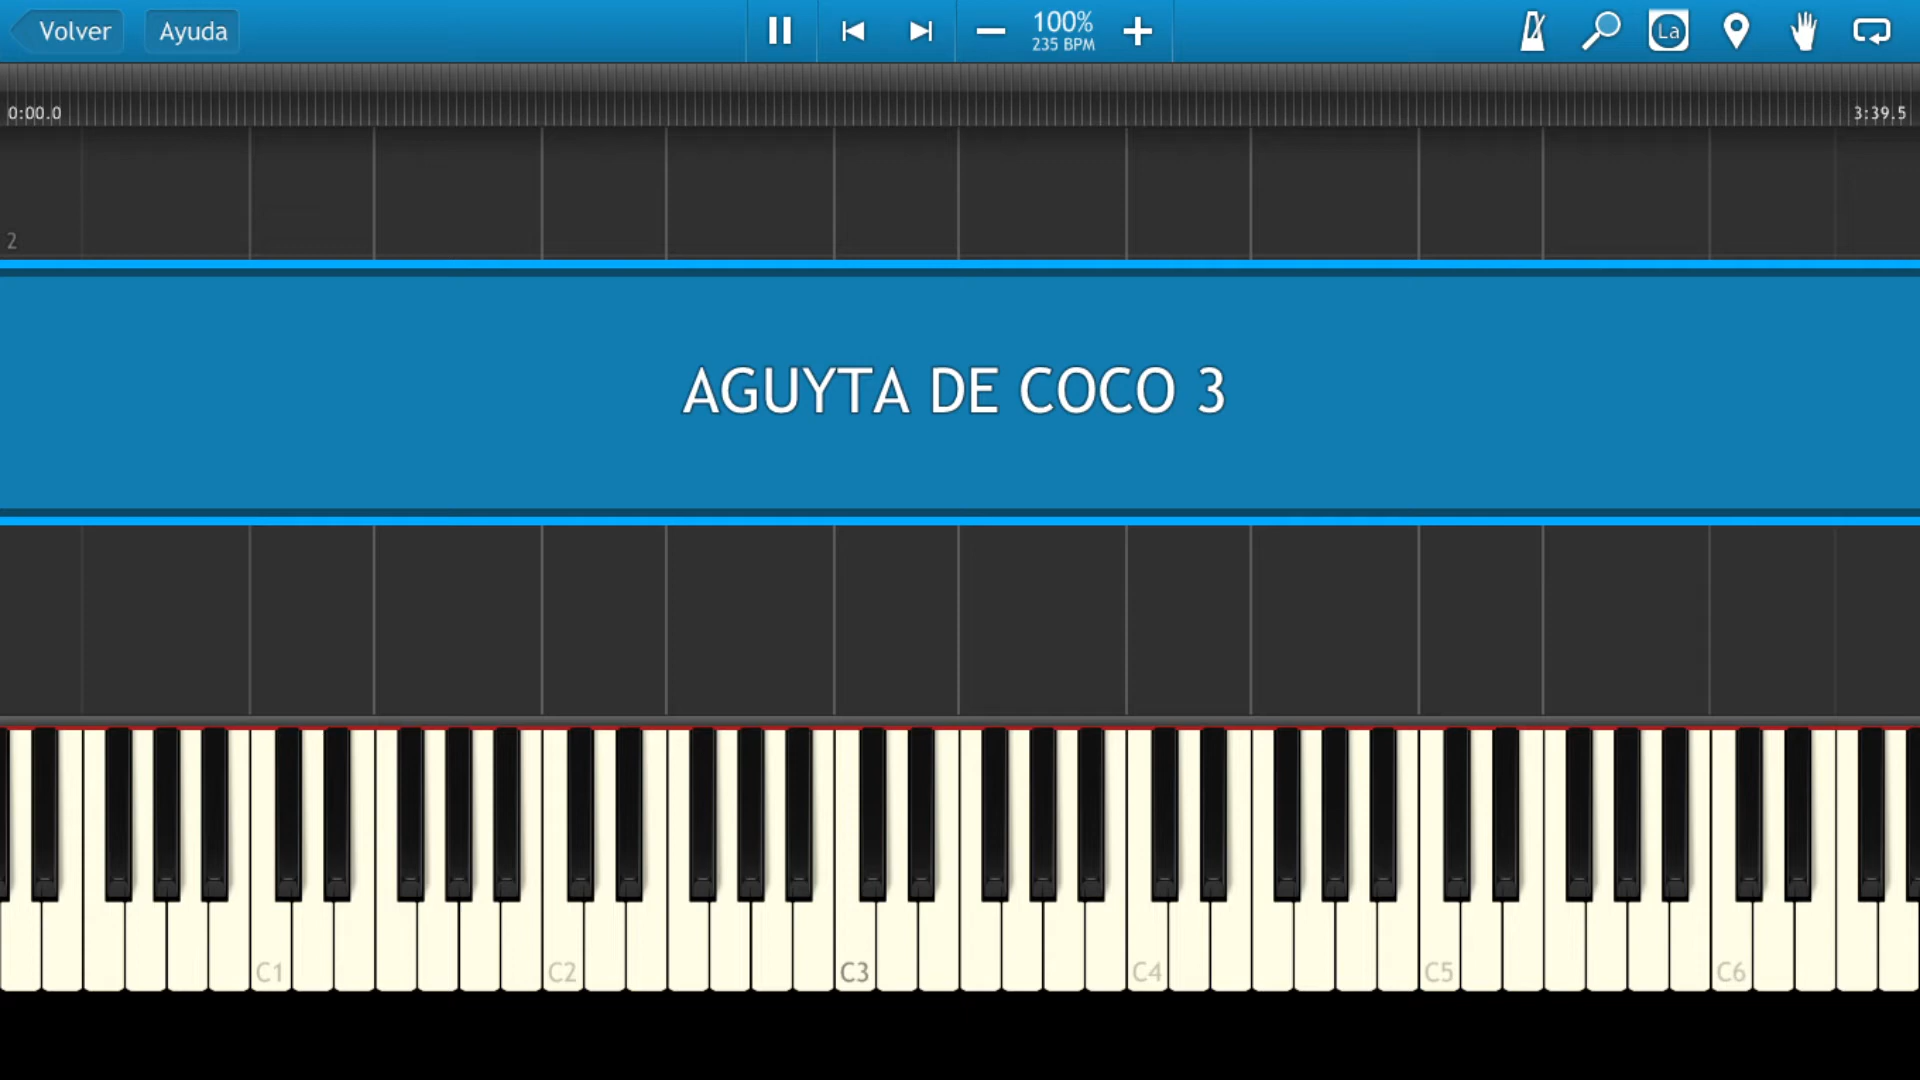 Volver
Ayuda
100%
235 BPM
La
0:00.0
3:39.5
2
AGUYTA DE COCO 3
C1
C2
C3
C4
C5
C6